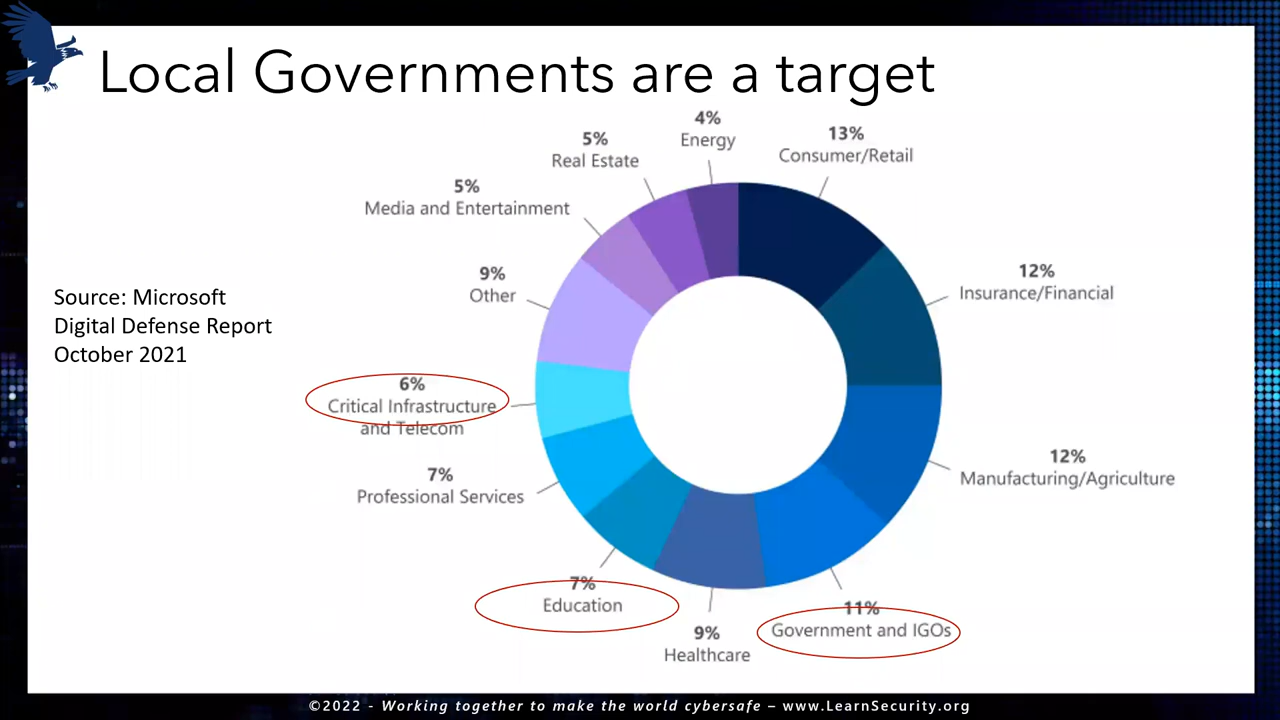 Local Governments are a target
4%
Energy
5%
Real Estate
13%
Consumer/Retail
5%
Media and Entertainment
12%
Insurance/Financial
9%
Other
Source: Microsoft
Digital Defense Report
October 2021
6%
Critical Infrastructure
and Telecom
12%
Manufacturing/Agriculture
7%
Professional Services
7%
Education
11%
Government and IGOs
9%
Healthcare
©2022 - Working together to make the world cybersafe – www.LearnSecurity.org